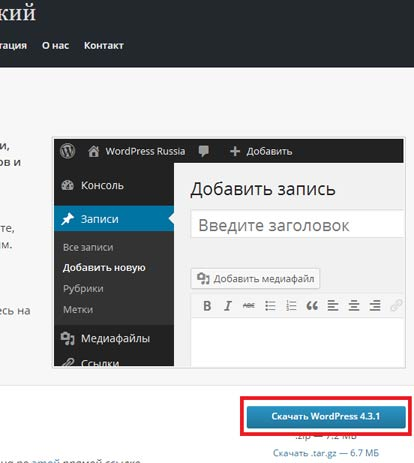 кий
тация О нас Контакт
и,
ов и
те,
им.
есь на
WordPress Russia Добавить
Консоль
Записи
Все записи
Добавить новую
Рубрики
Метки
Медиафайлы
Ссылки
Добавить запись
Введите заголовок
Добавить медиафайл
B I ABC
Скачать WordPress 4.3.1
.zip — 7.2 МБ
Скачать .tar.gz — 6.7 МБ
но по этой прямой ссылке